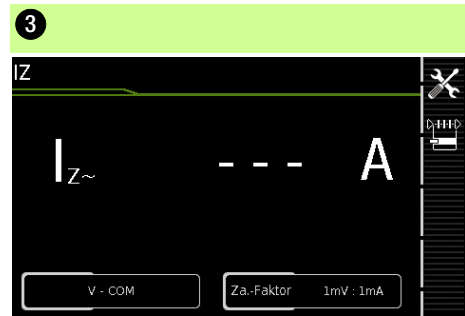 3
IZ
IZ~ - - - A
V - COM
Za.-Faktor 1mV : 1mA